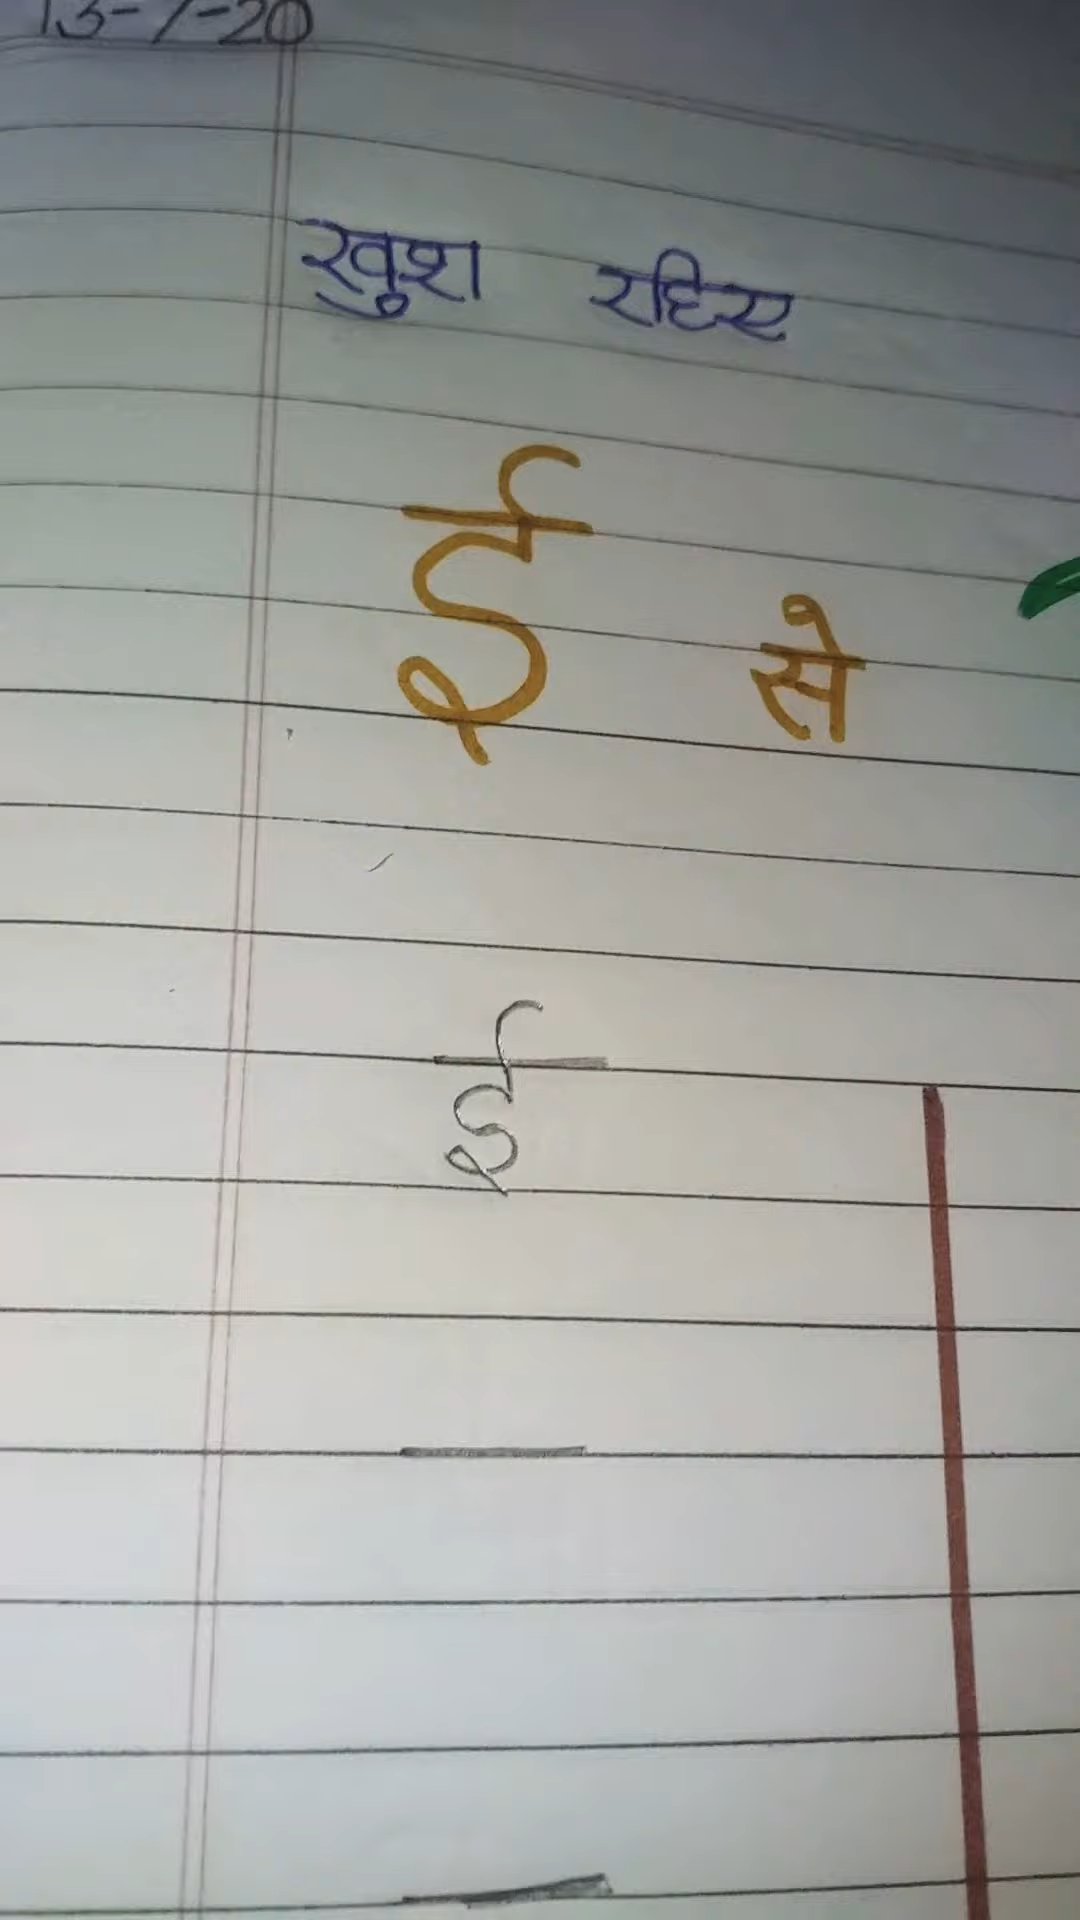 13-7-20
खुश रहिए
ई से
ई